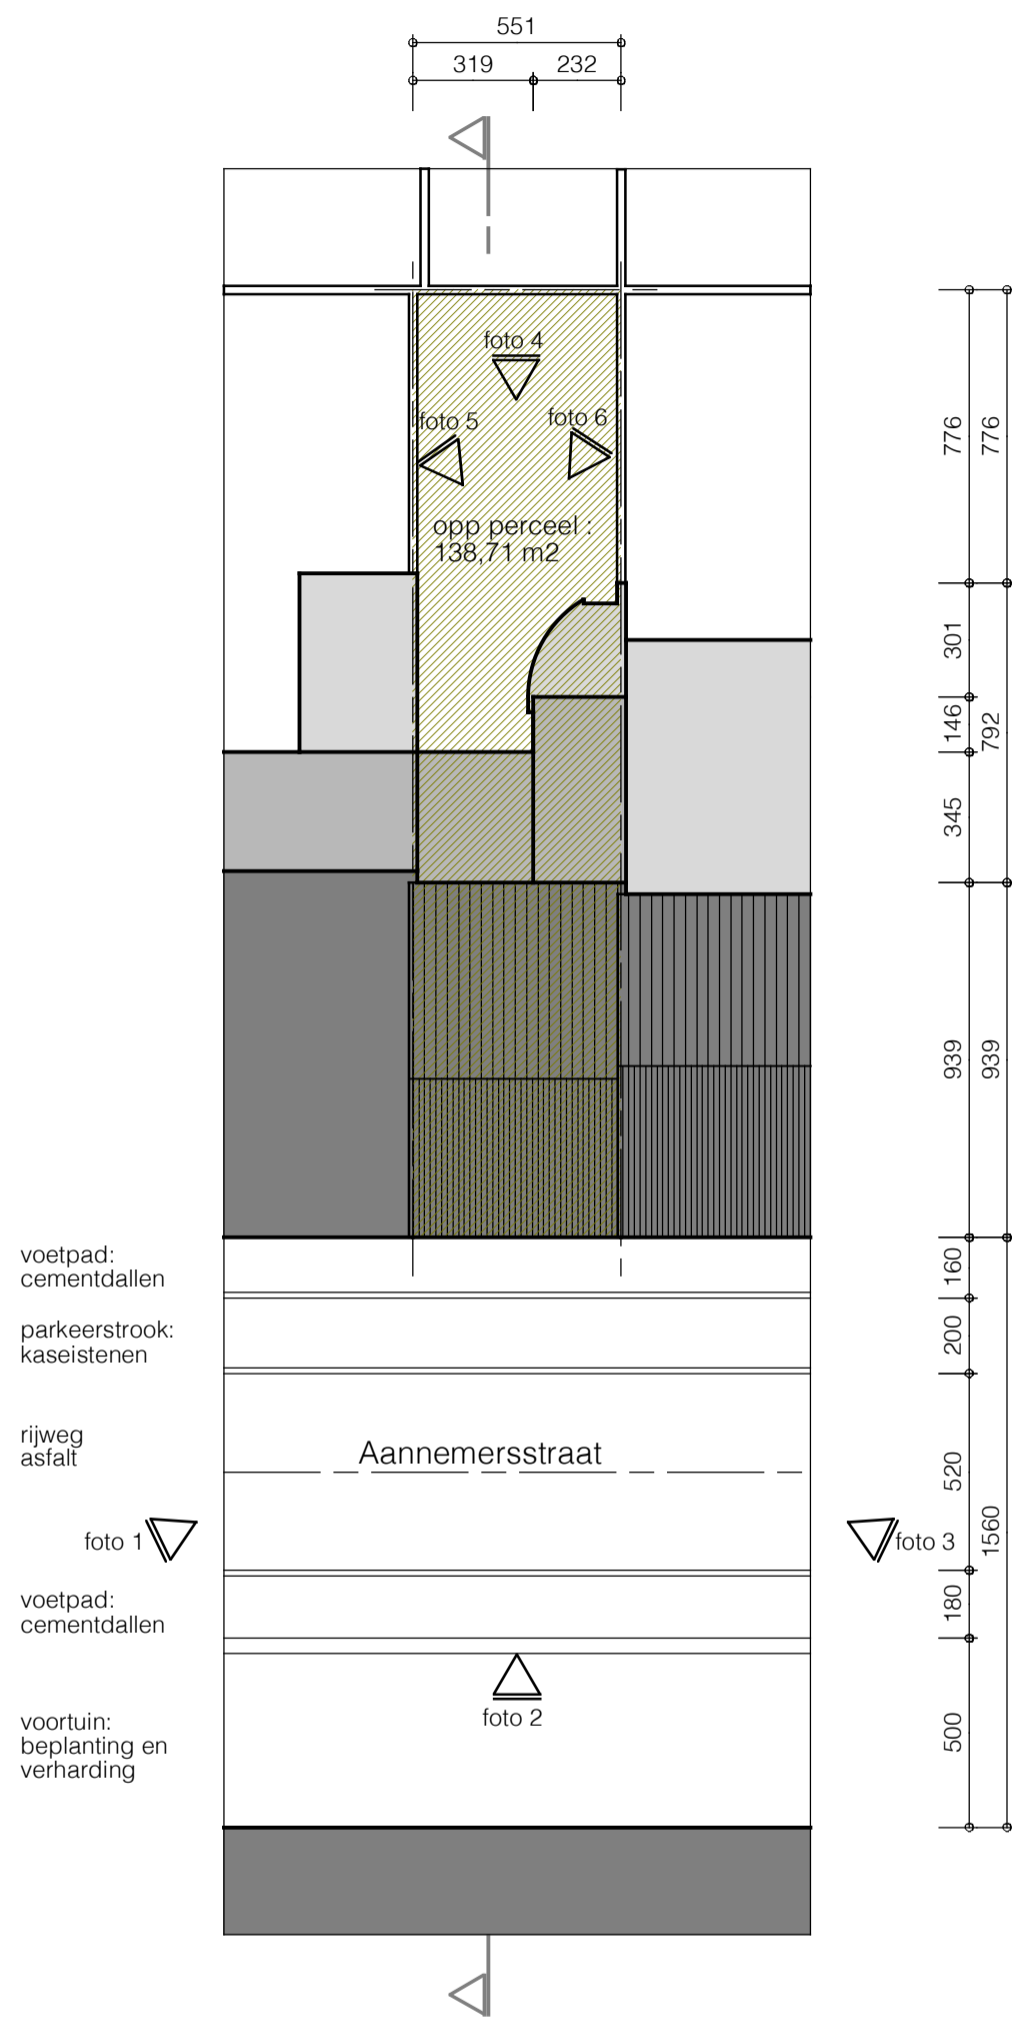 551
319
232
foto 4
foto 5
foto 6
opp perceel :
138,71 m2
776
776
301
146
792
345
939
939
voetpad:
cementdallen
160
parkeerstrook:
kaseistenen
200
rijweg
asfalt
Aannemersstraat
520
foto 1
foto 3
1560
voetpad:
cementdallen
180
foto 2
voortuin:
beplanting en
verharding
500